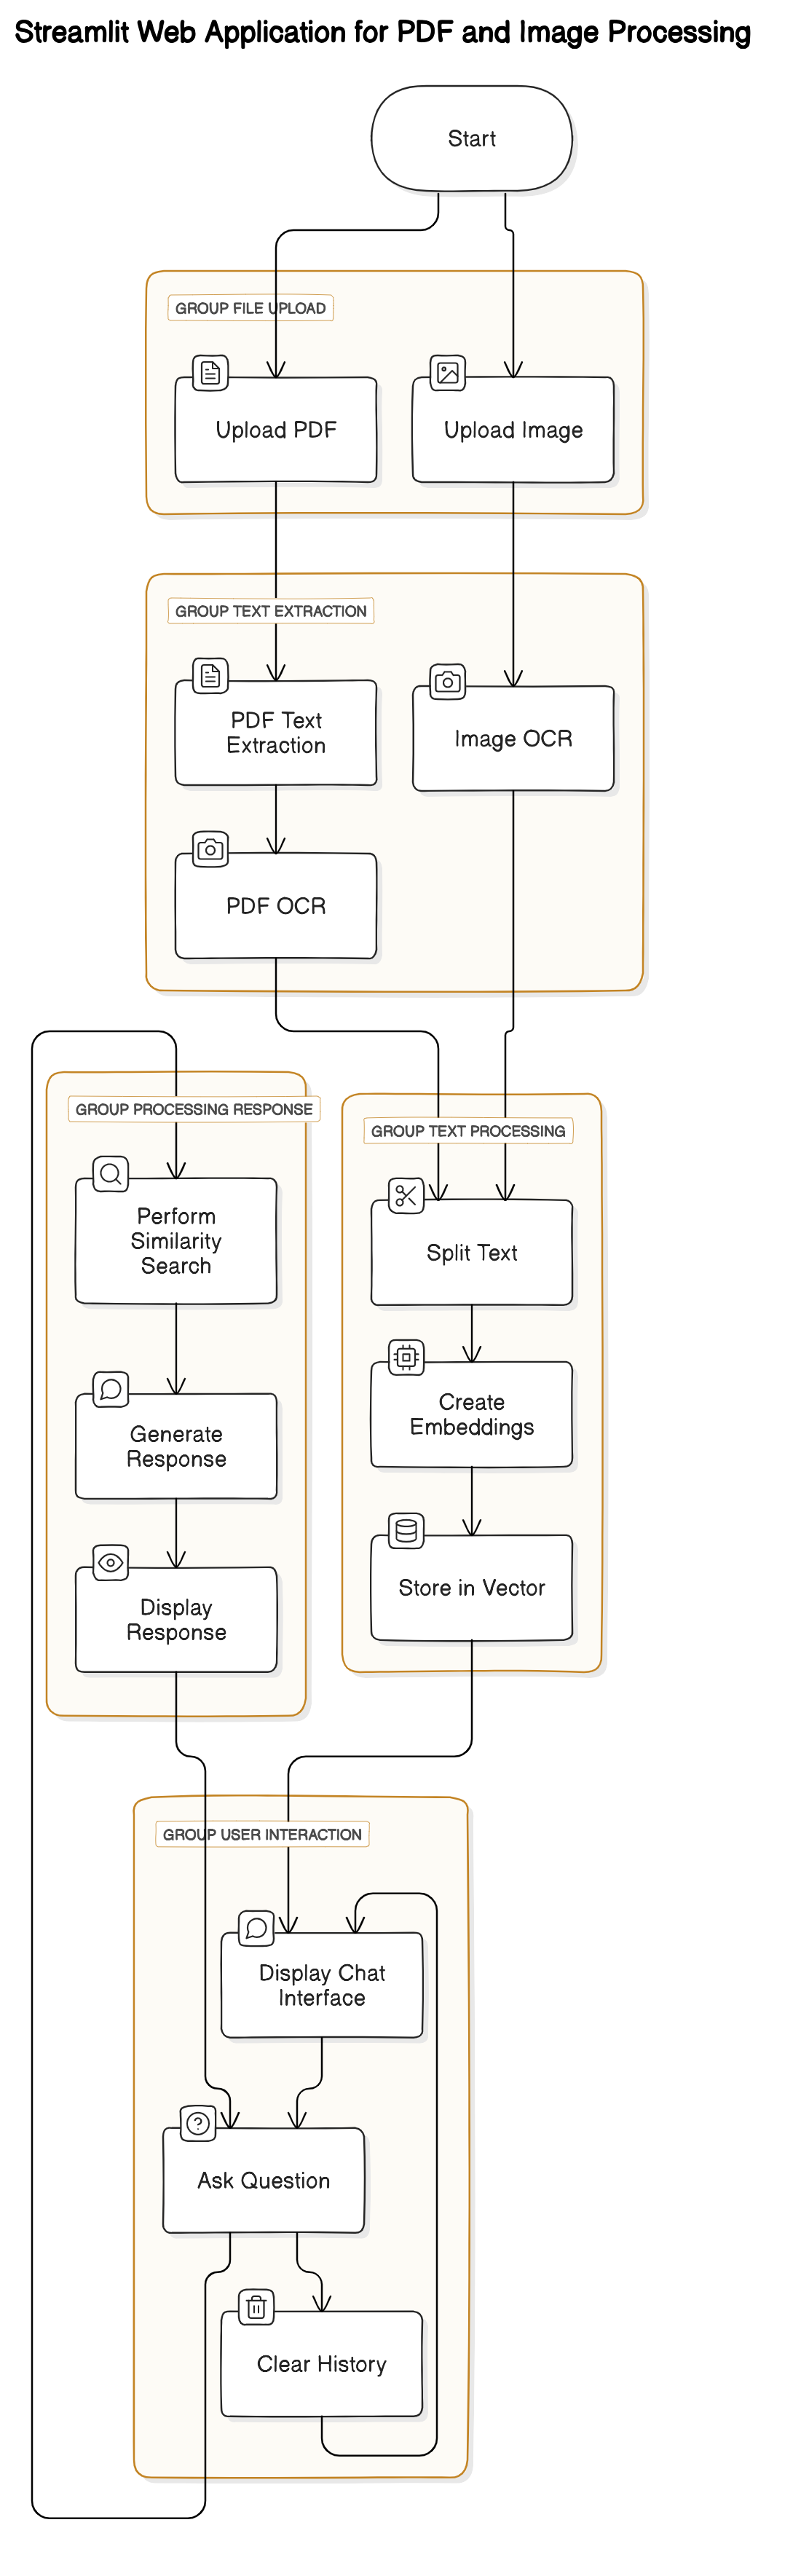 Streamlit Web Application for PDF and Image Processing
Start
GROUP FILE UPLOAD
Upload PDF
Upload Image
GROUP TEXT EXTRACTION
PDF Text
Extraction
Image OCR
PDF OCR
GROUP PROCESSING RESPONSE
Perform
Similarity
Search
Generate
Response
Display
Response
GROUP TEXT PROCESSING
Split Text
Create
Embeddings
Store in Vector
GROUP USER INTERACTION
Display Chat
Interface
Ask Question
Clear History